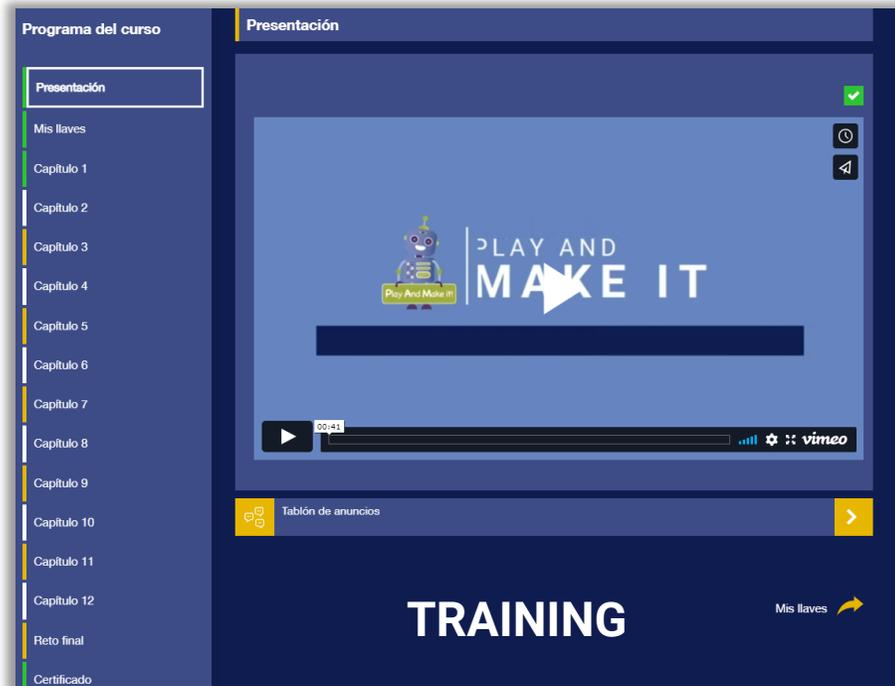 Programa del curso
Presentación
Mis llaves
Capítulo 1
Capítulo 2
Capítulo 3
Capítulo 4
Capítulo 5
Capítulo 6
Capítulo 7
Capítulo 8
Capítulo 9
Capítulo 10
Capítulo 11
Capítulo 12
Reto final
Certificado
Presentación
Play And Make It!
PLAY AND
MAKE IT
00:41
vimeo
Tablón de anuncios
TRAINING
Mis llaves